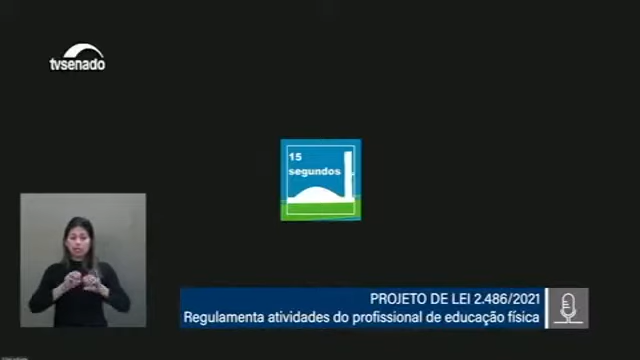 tvsenado
15
segundos
PROJETO DE LEI 2.486/2021
Regulamenta atividades do profissional de educação física